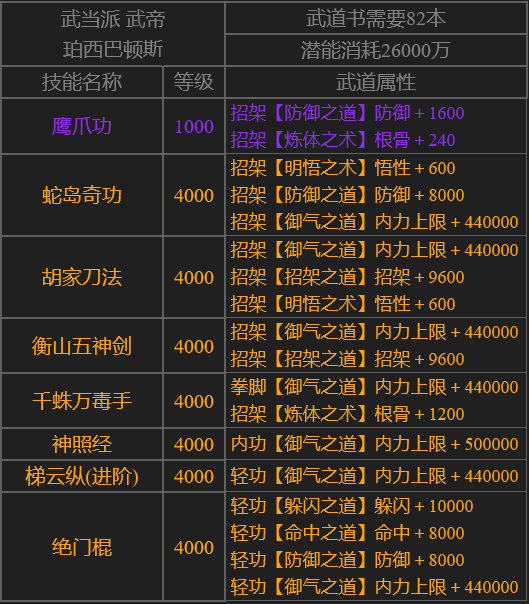 武当派 武帝
珀西巴顿斯
武道书需要82本
潜能消耗26000万
技能名称 等级 武道属性
鹰爪功 1000
招架【防御之道】防御+1600
招架【炼体之术】根骨+240
蛇岛奇功 4000
招架【明悟之术】悟性+600
招架【防御之道】防御+8000
招架【御气之道】内力上限+440000
胡家刀法 4000
招架【御气之道】内力上限+440000
招架【招架之道】招架+9600
招架【明悟之术】悟性+600
衡山五神剑 4000
招架【御气之道】内力上限+440000
招架【招架之道】招架+9600
千蛛万毒手 4000
拳脚【御气之道】内力上限+440000
招架【炼体之术】根骨+1200
神照经 4000
内功【御气之道】内力上限+500000
梯云纵(进阶) 4000
轻功【御气之道】内力上限+440000
绝门棍 4000
轻功【躲闪之道】躲闪+10000
轻功【命中之道】命中+8000
轻功【防御之道】防御+8000
轻功【御气之道】内力上限+440000